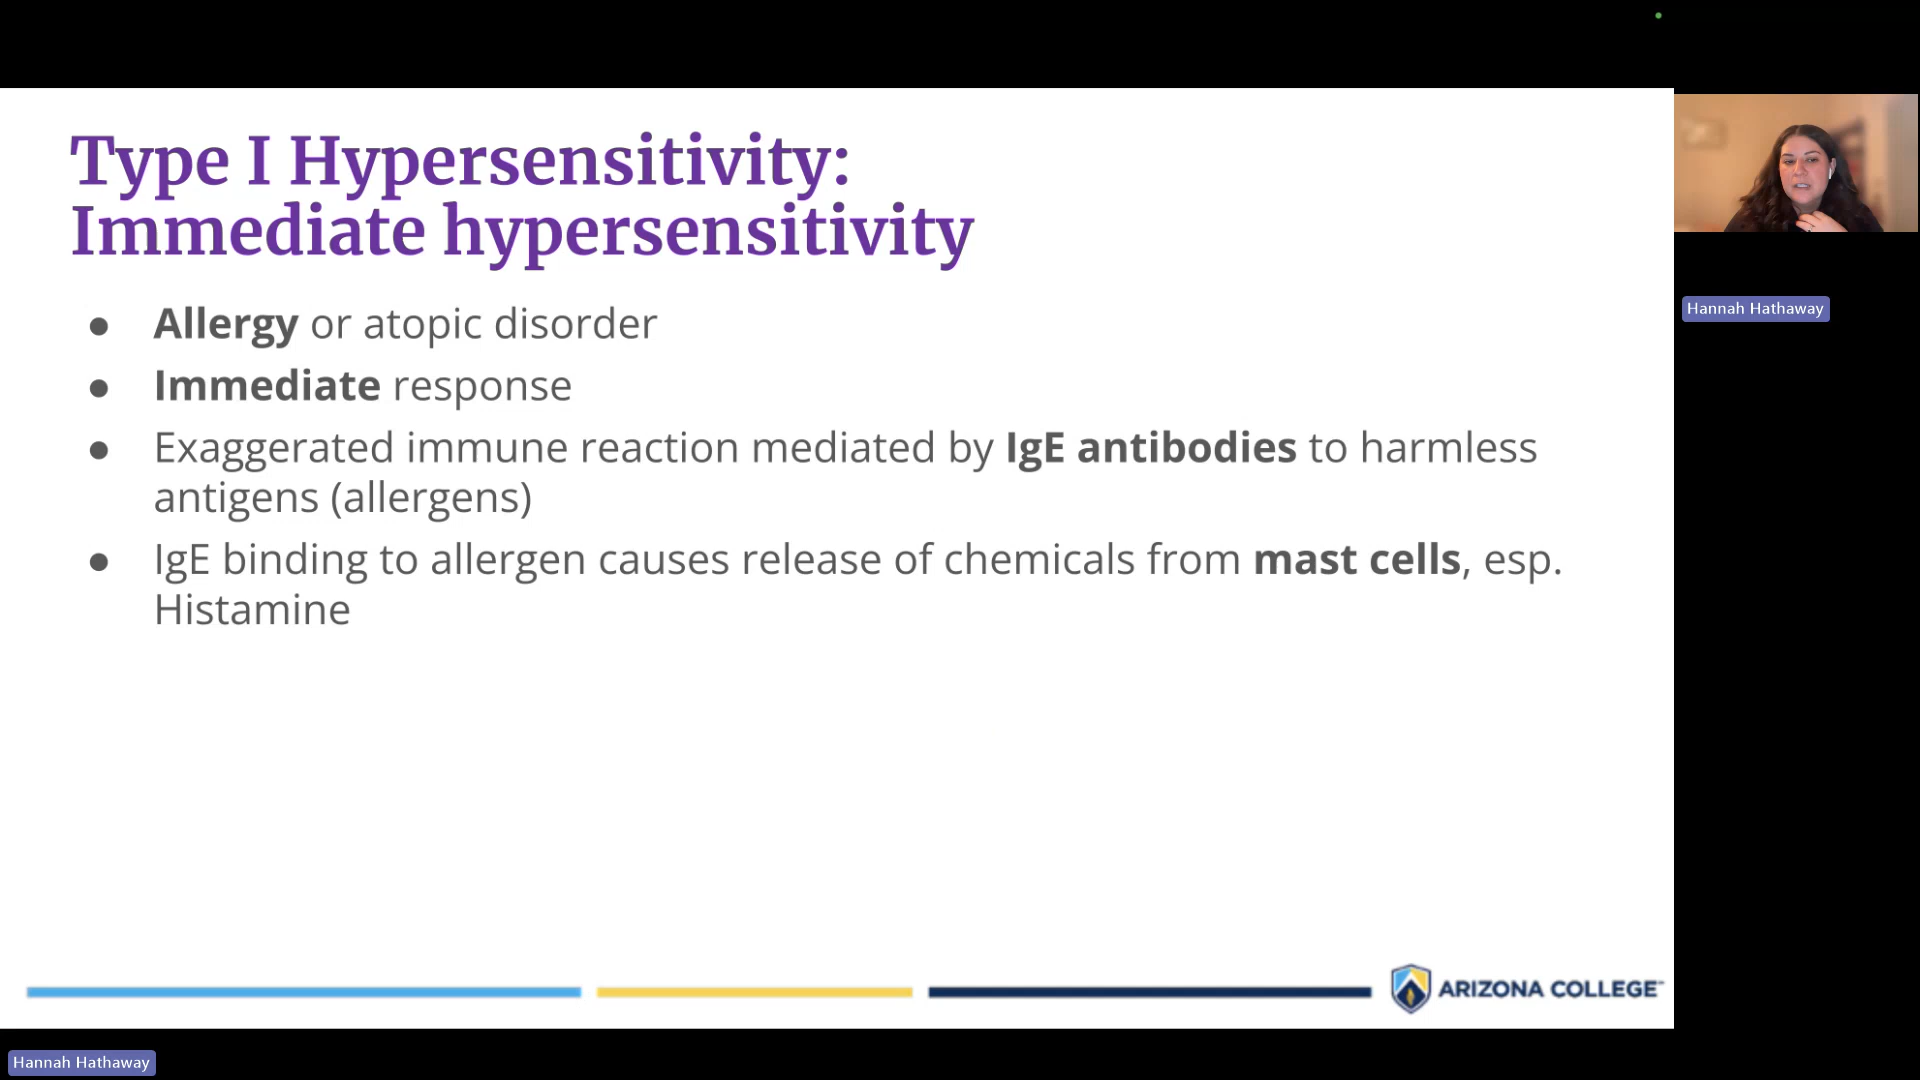 Type I Hypersensitivity:
Immediate hypersensitivity
● Allergy or atopic disorder
● Immediate response
● Exaggerated immune reaction mediated by IgE antibodies to harmless
antigens (allergens)
● IgE binding to allergen causes release of chemicals from mast cells, esp.
Histamine
ARIZONA COLLEGE
Hannah Hathaway
Hannah Hathaway